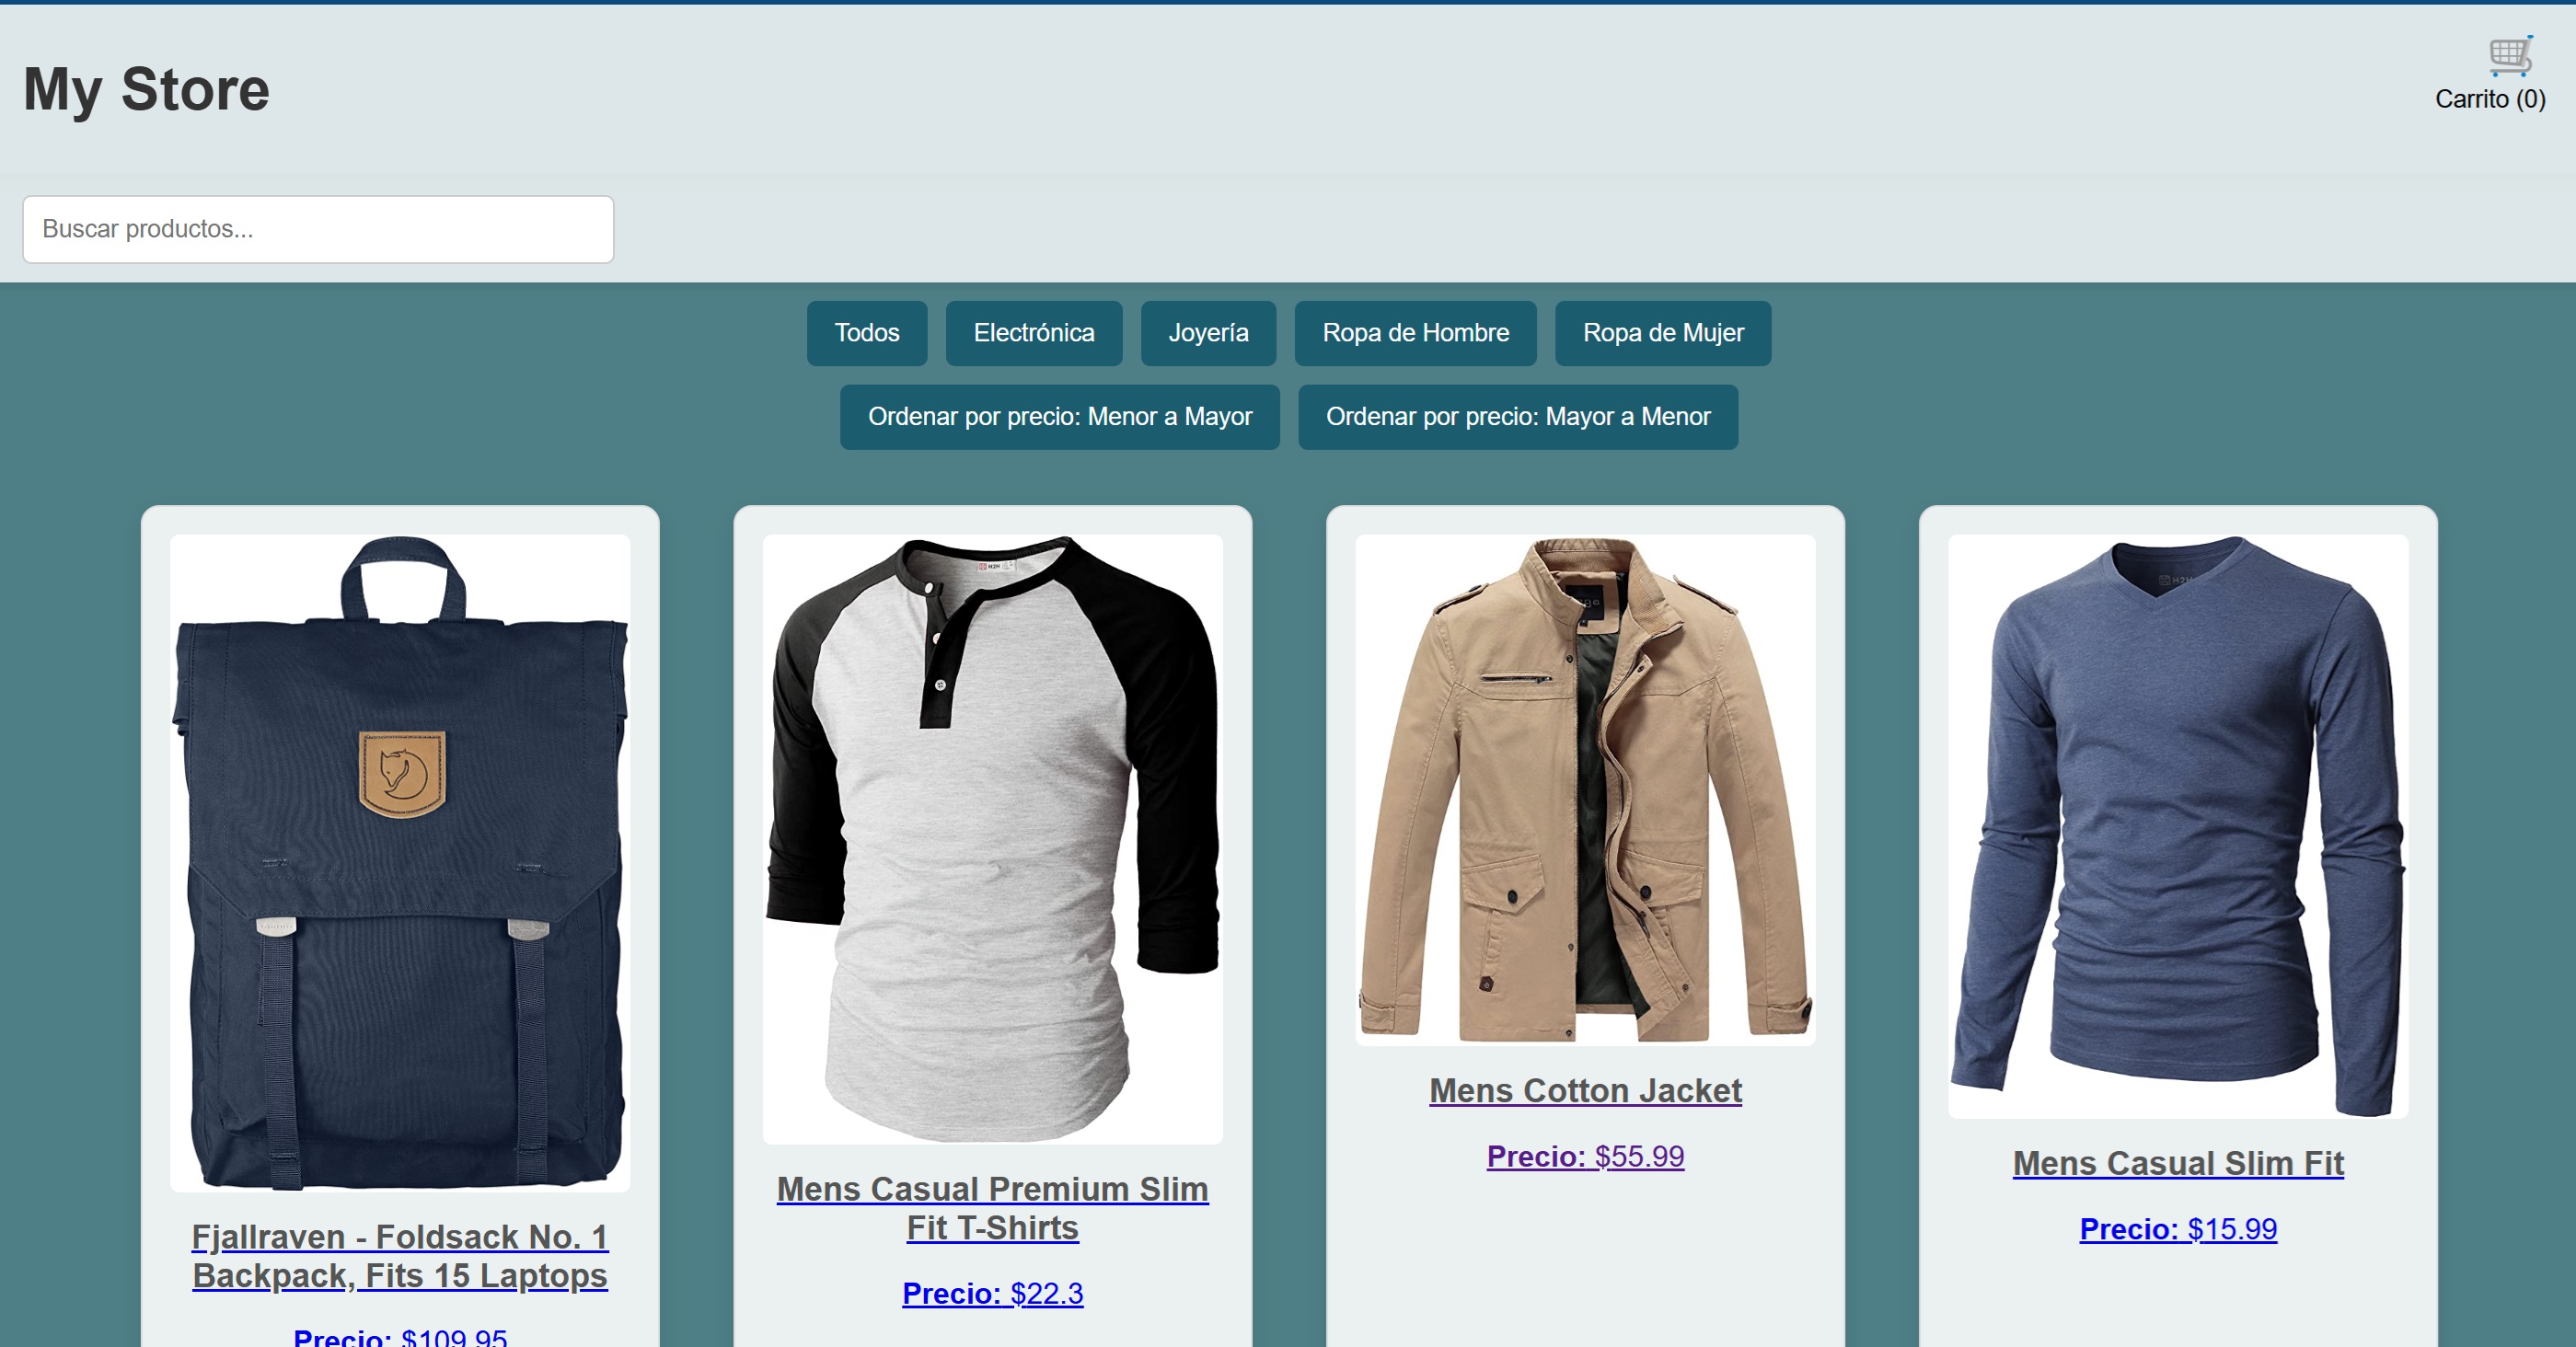 My Store
Carrito (0)
Buscar productos...
Todos
Electrónica
Joyería
Ropa de Hombre
Ropa de Mujer
Ordenar por precio: Menor a Mayor
Ordenar por precio: Mayor a Menor
H2H
H2H
Mens Cotton Jacket
Precio: $55.99
Mens Casual Slim Fit
Precio: $15.99
Mens Casual Premium Slim
Fit T-Shirts
Precio: $22.3
Fjallraven - Foldsack No. 1
Backpack, Fits 15 Laptops
Precio: $109.95